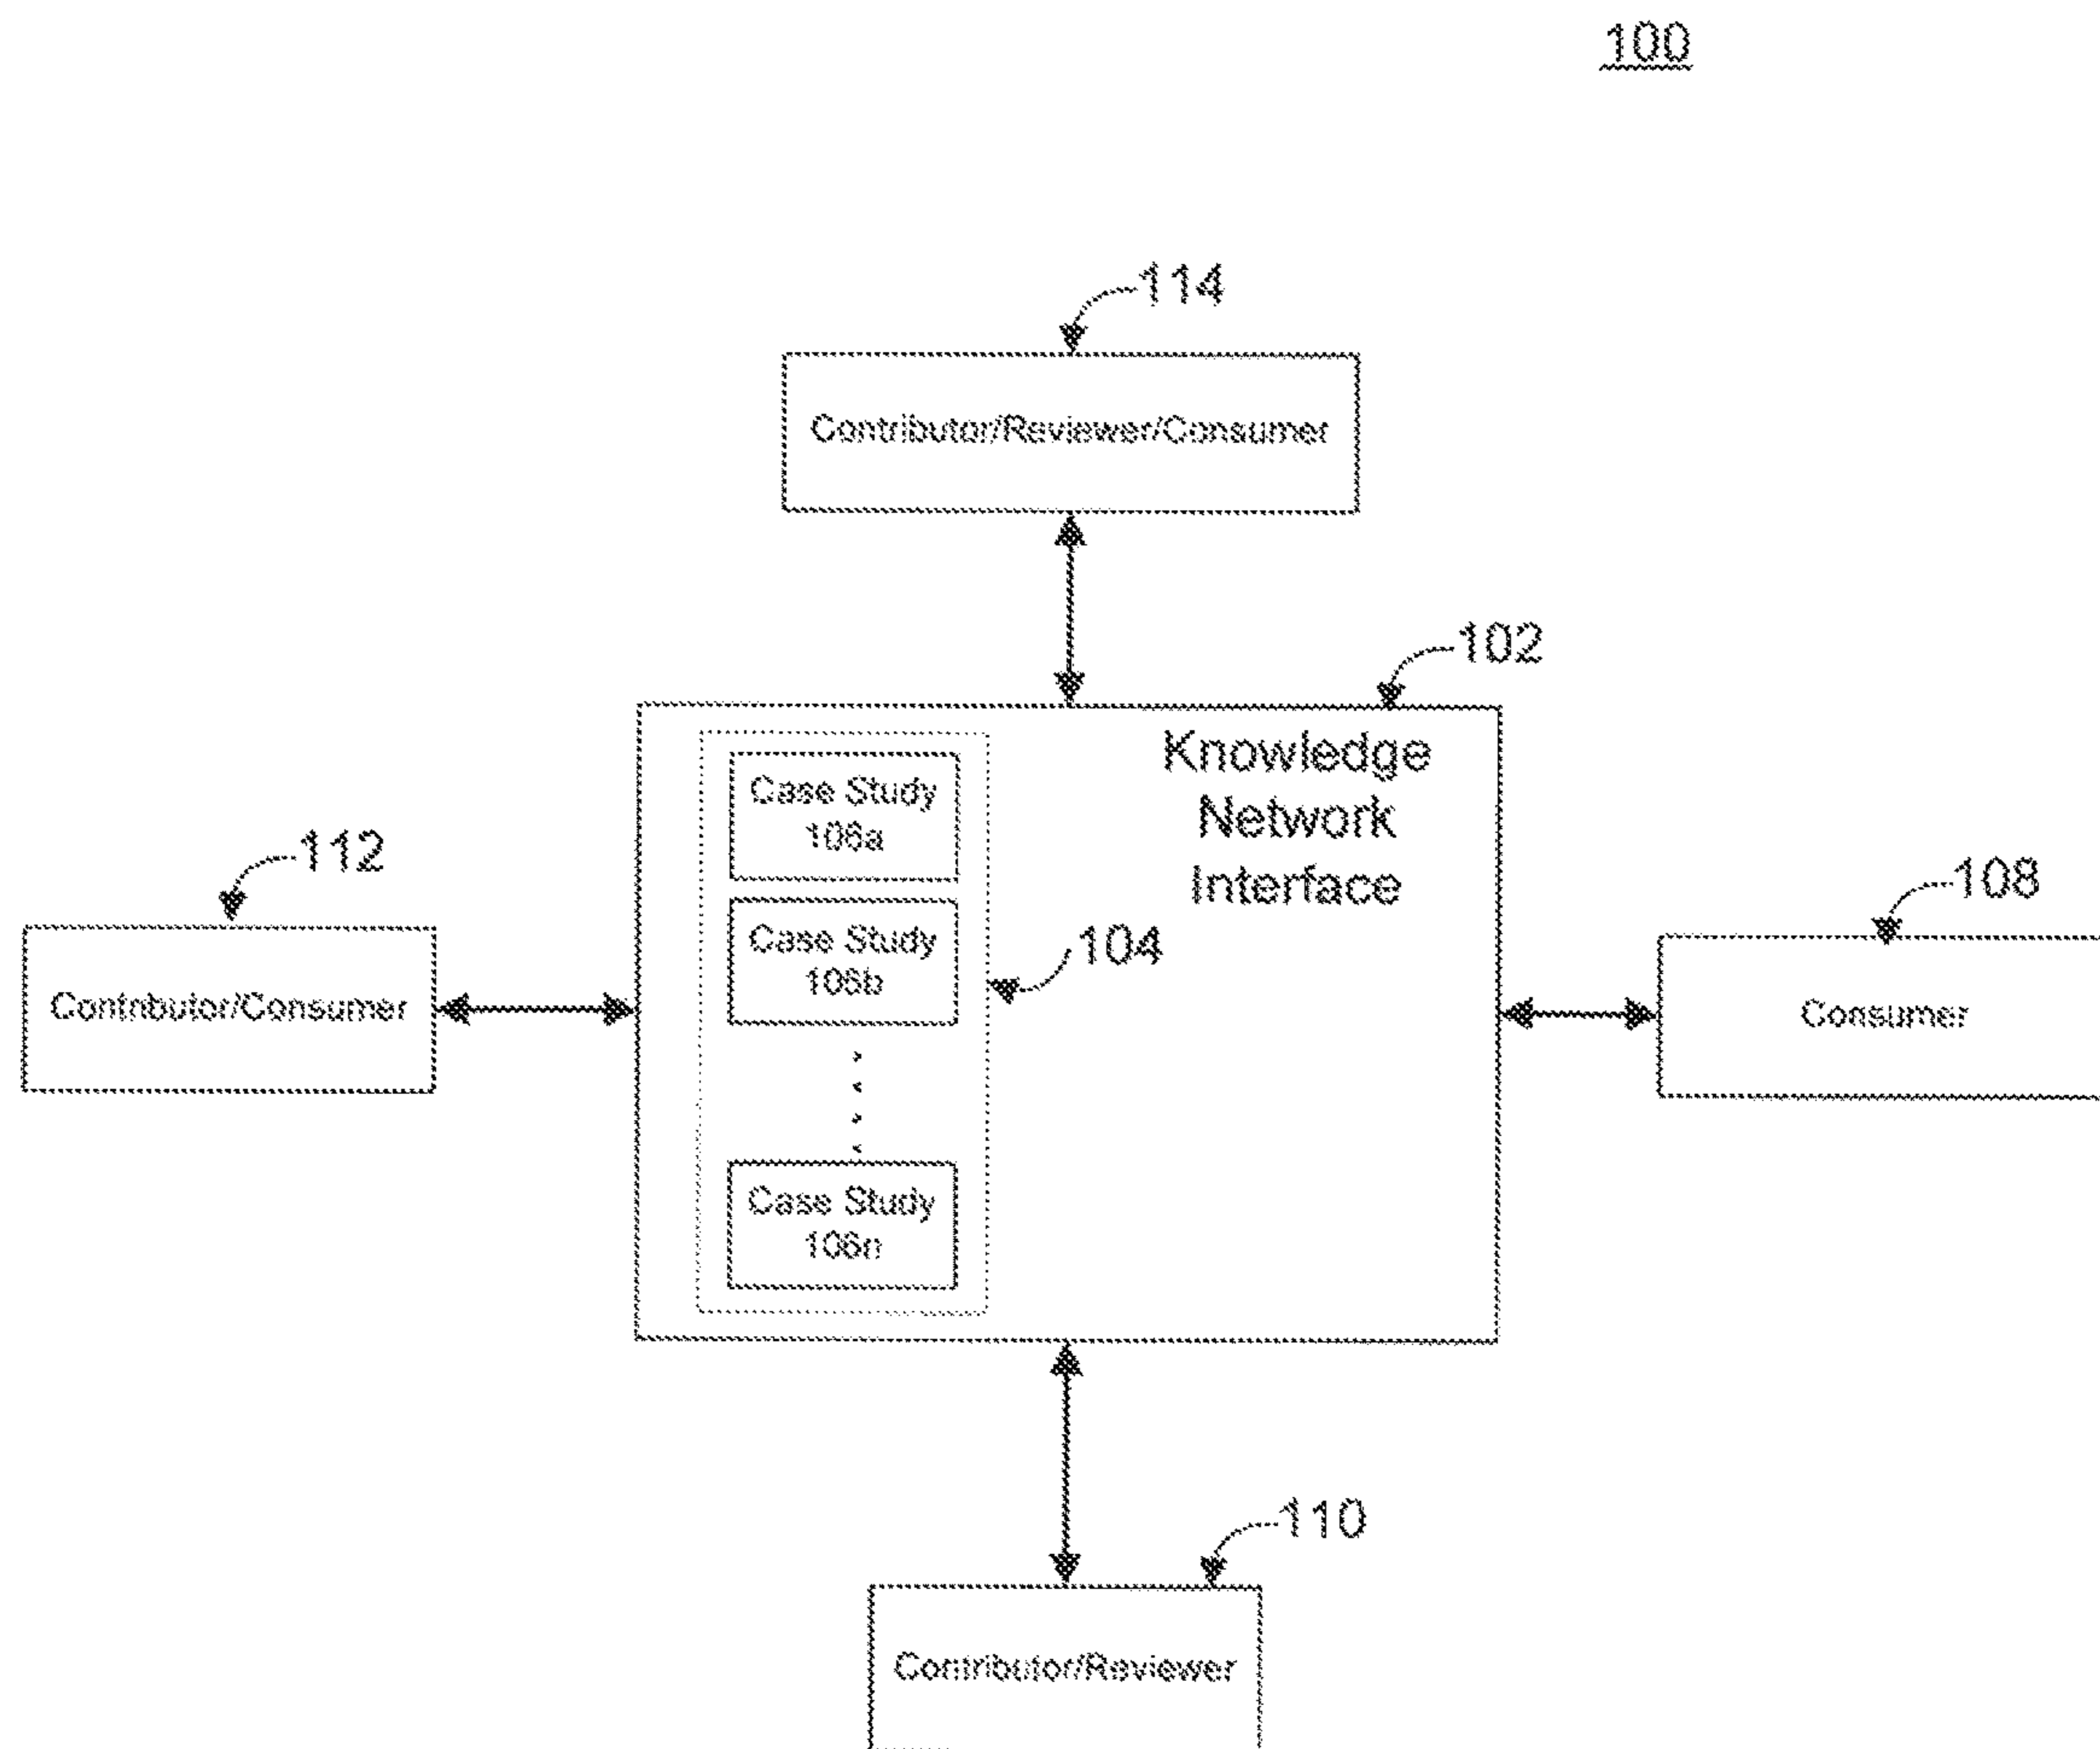 100
114
Contributor/Reviewer/Consumer
102
Knowledge
Network
Interface
Case Study
106a
112
108
Case Study
106b
104
Contributor/Consumer
Consumer
Case Study
106n
110
Contributor/Reviewer